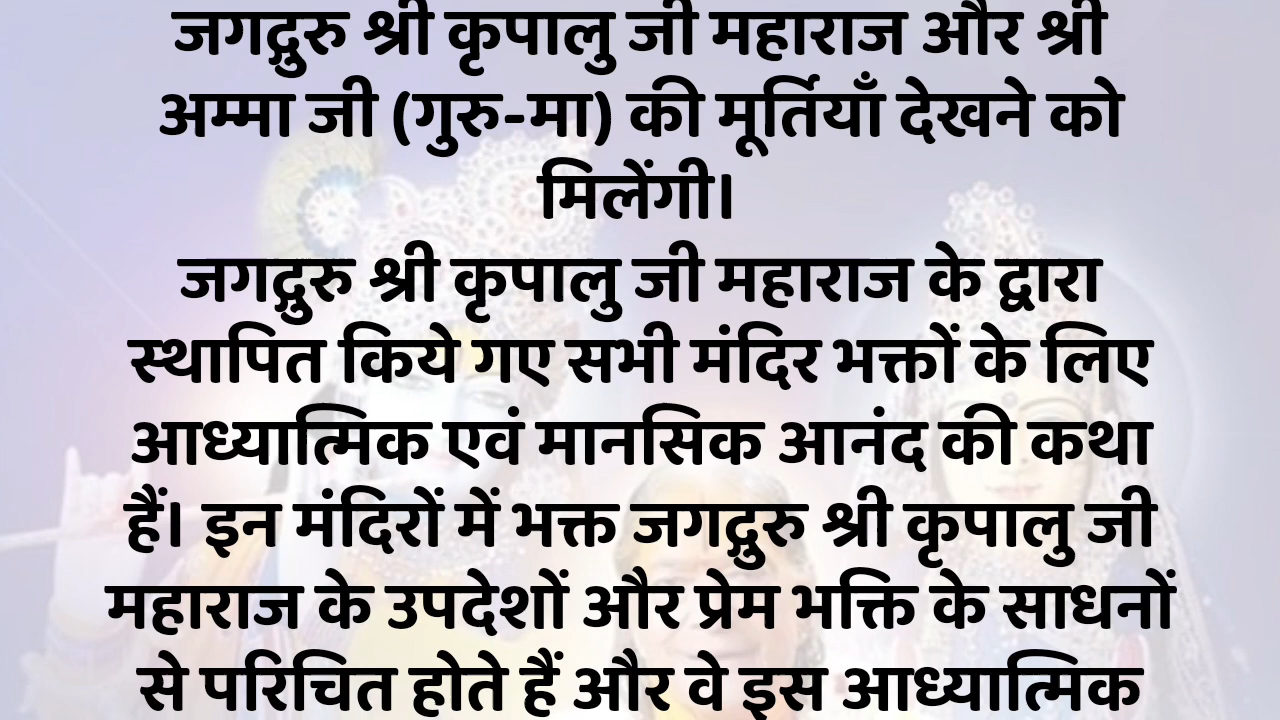 जगद्गुरु श्री कृपालु जी महाराज और श्री
अम्मा जी (गुरु-मा) की मूर्तियाँ देखने को
मिलेंगी।
जगद्गुरु श्री कृपालु जी महाराज के द्वारा
स्थापित किये गए सभी मंदिर भक्तों के लिए
आध्यात्मिक एवं मानसिक आनंद की कथा
हैं। इन मंदिरों में भक्त जगद्गुरु श्री कृपालु जी
महाराज के उपदेशों और प्रेम भक्ति के साधनों
से परिचित होते हैं और वे इस आध्यात्मिक